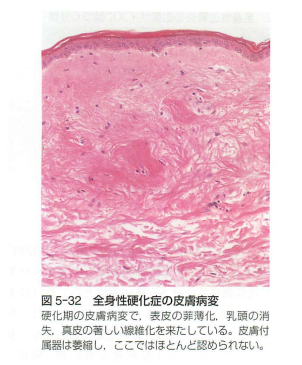 図 5-32 全身性硬化症の皮膚病変
硬化期の皮膚病変で，表皮の菲薄化，乳頭の消
失，真皮の著しい線維化を来たしている．皮膚付
属器は萎縮し，ここではほとんど認められない．